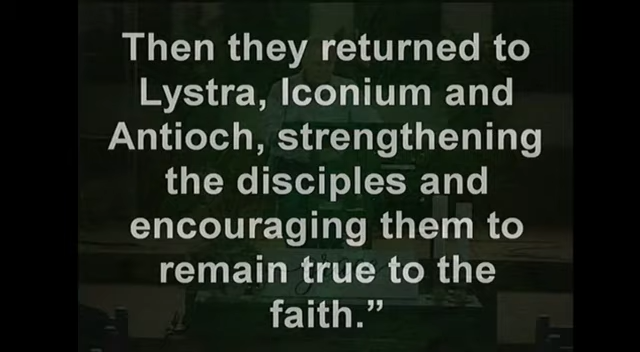 Then they returned to
Lystra, Iconium and
Antioch, strengthening
the disciples and
encouraging them to
remain true to the
faith.”